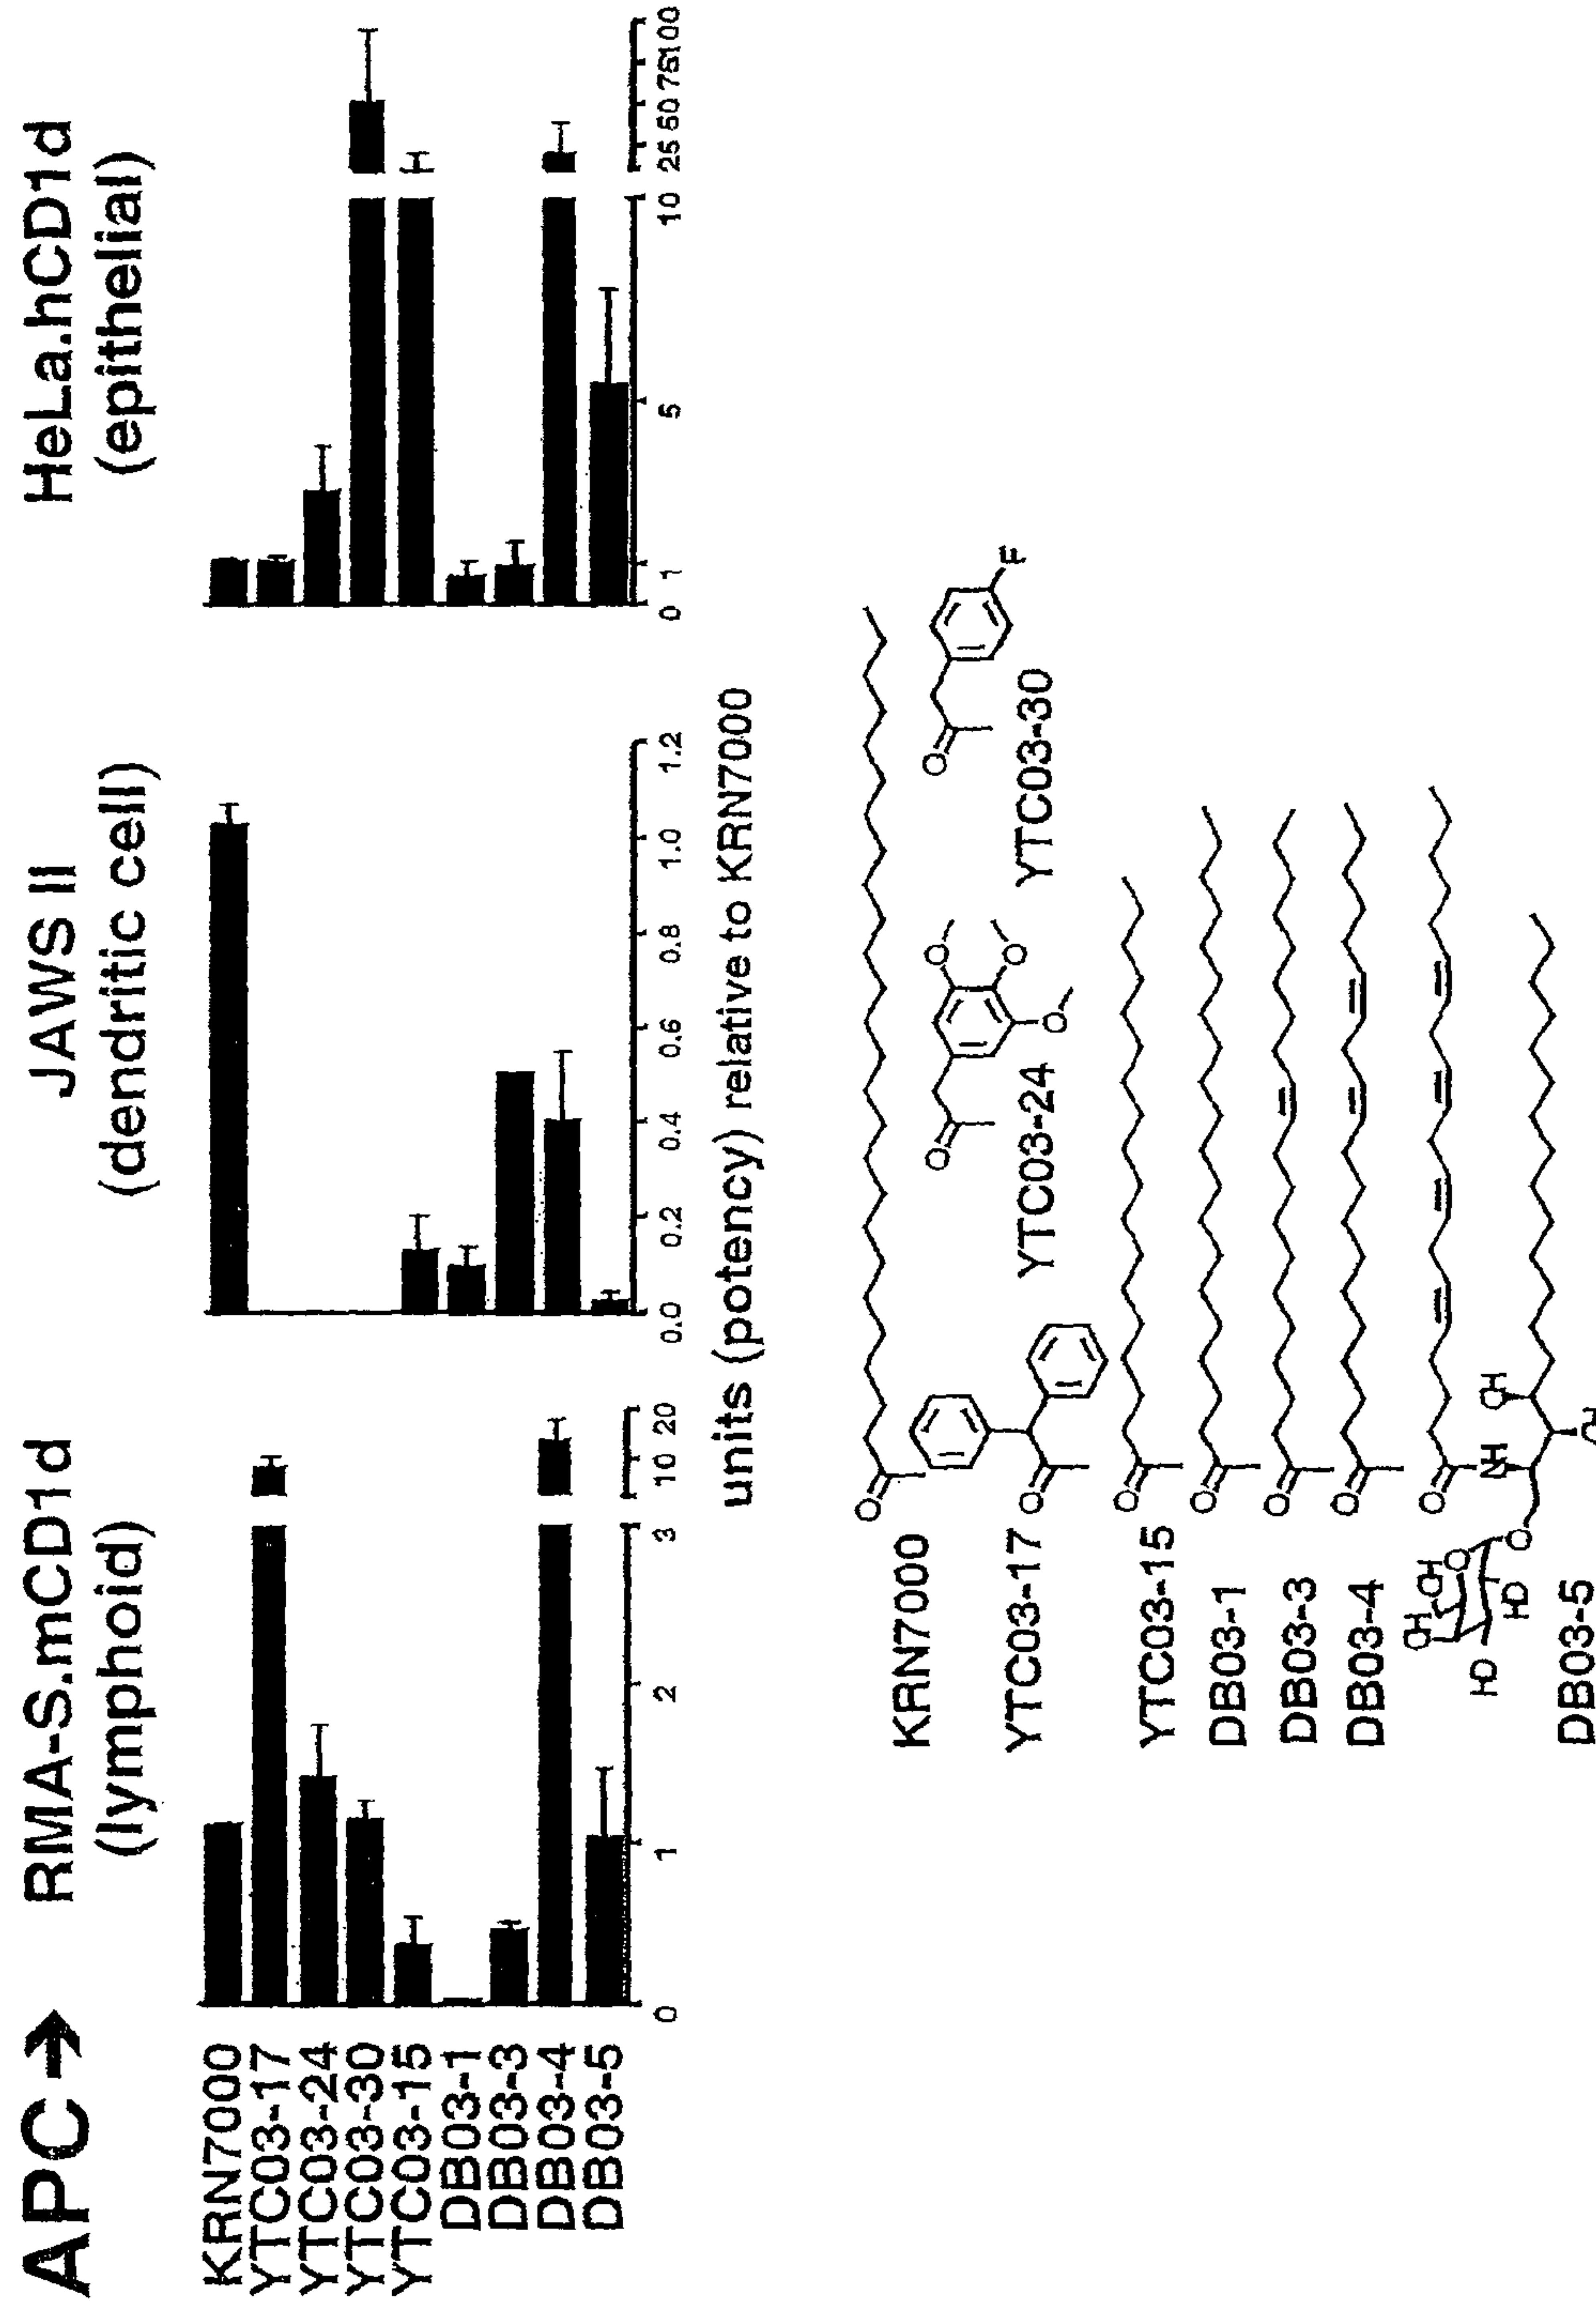 APC → RMA-S.mCD1d JAWS II HeLa.hCD1d
(lymphoid) (dendritic cell) (epithelial)
KRN7000
YTC03-17
YTC03-24
YTC03-30
YTC03-15
DB03-1
DB03-3
DB03-4
DB03-5
0 1 2 3 10 20
0.0 0.2 0.4 0.6 0.8 1.0 1.2
0 1 5 10 25 50 75 100
units (potency) relative to KRN7000
O
KRN7000
O O O O O O F
YTC03-17 YTC03-24 YTC03-30
O
YTC03-15
O
DB03-1
O
DB03-3
O
DB03-4
O
OH OH NH OH
O O
HO HO OH
DB03-5